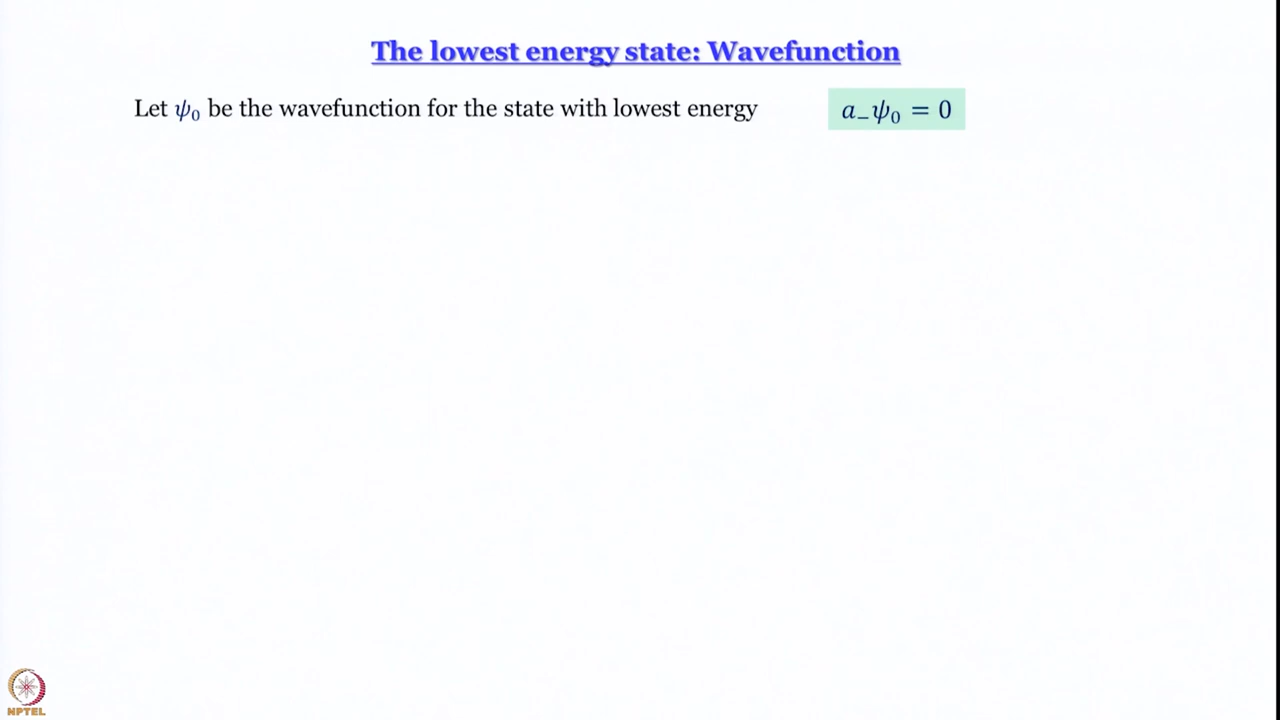 The lowest energy state: Wavefunction
Let ψ₀ be the wavefunction for the state with lowest energy a₋ψ₀ = 0
NPTEL